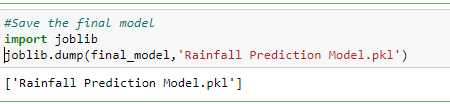 #Save the final model
import joblib
joblib.dump(final_model,'Rainfall Prediction Model.pkl')
['Rainfall Prediction Model.pkl']